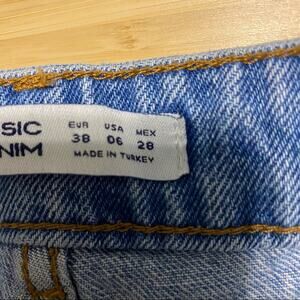 SIC
NIM
EUR USA MEX
38 06 28
MADE IN TURKEY